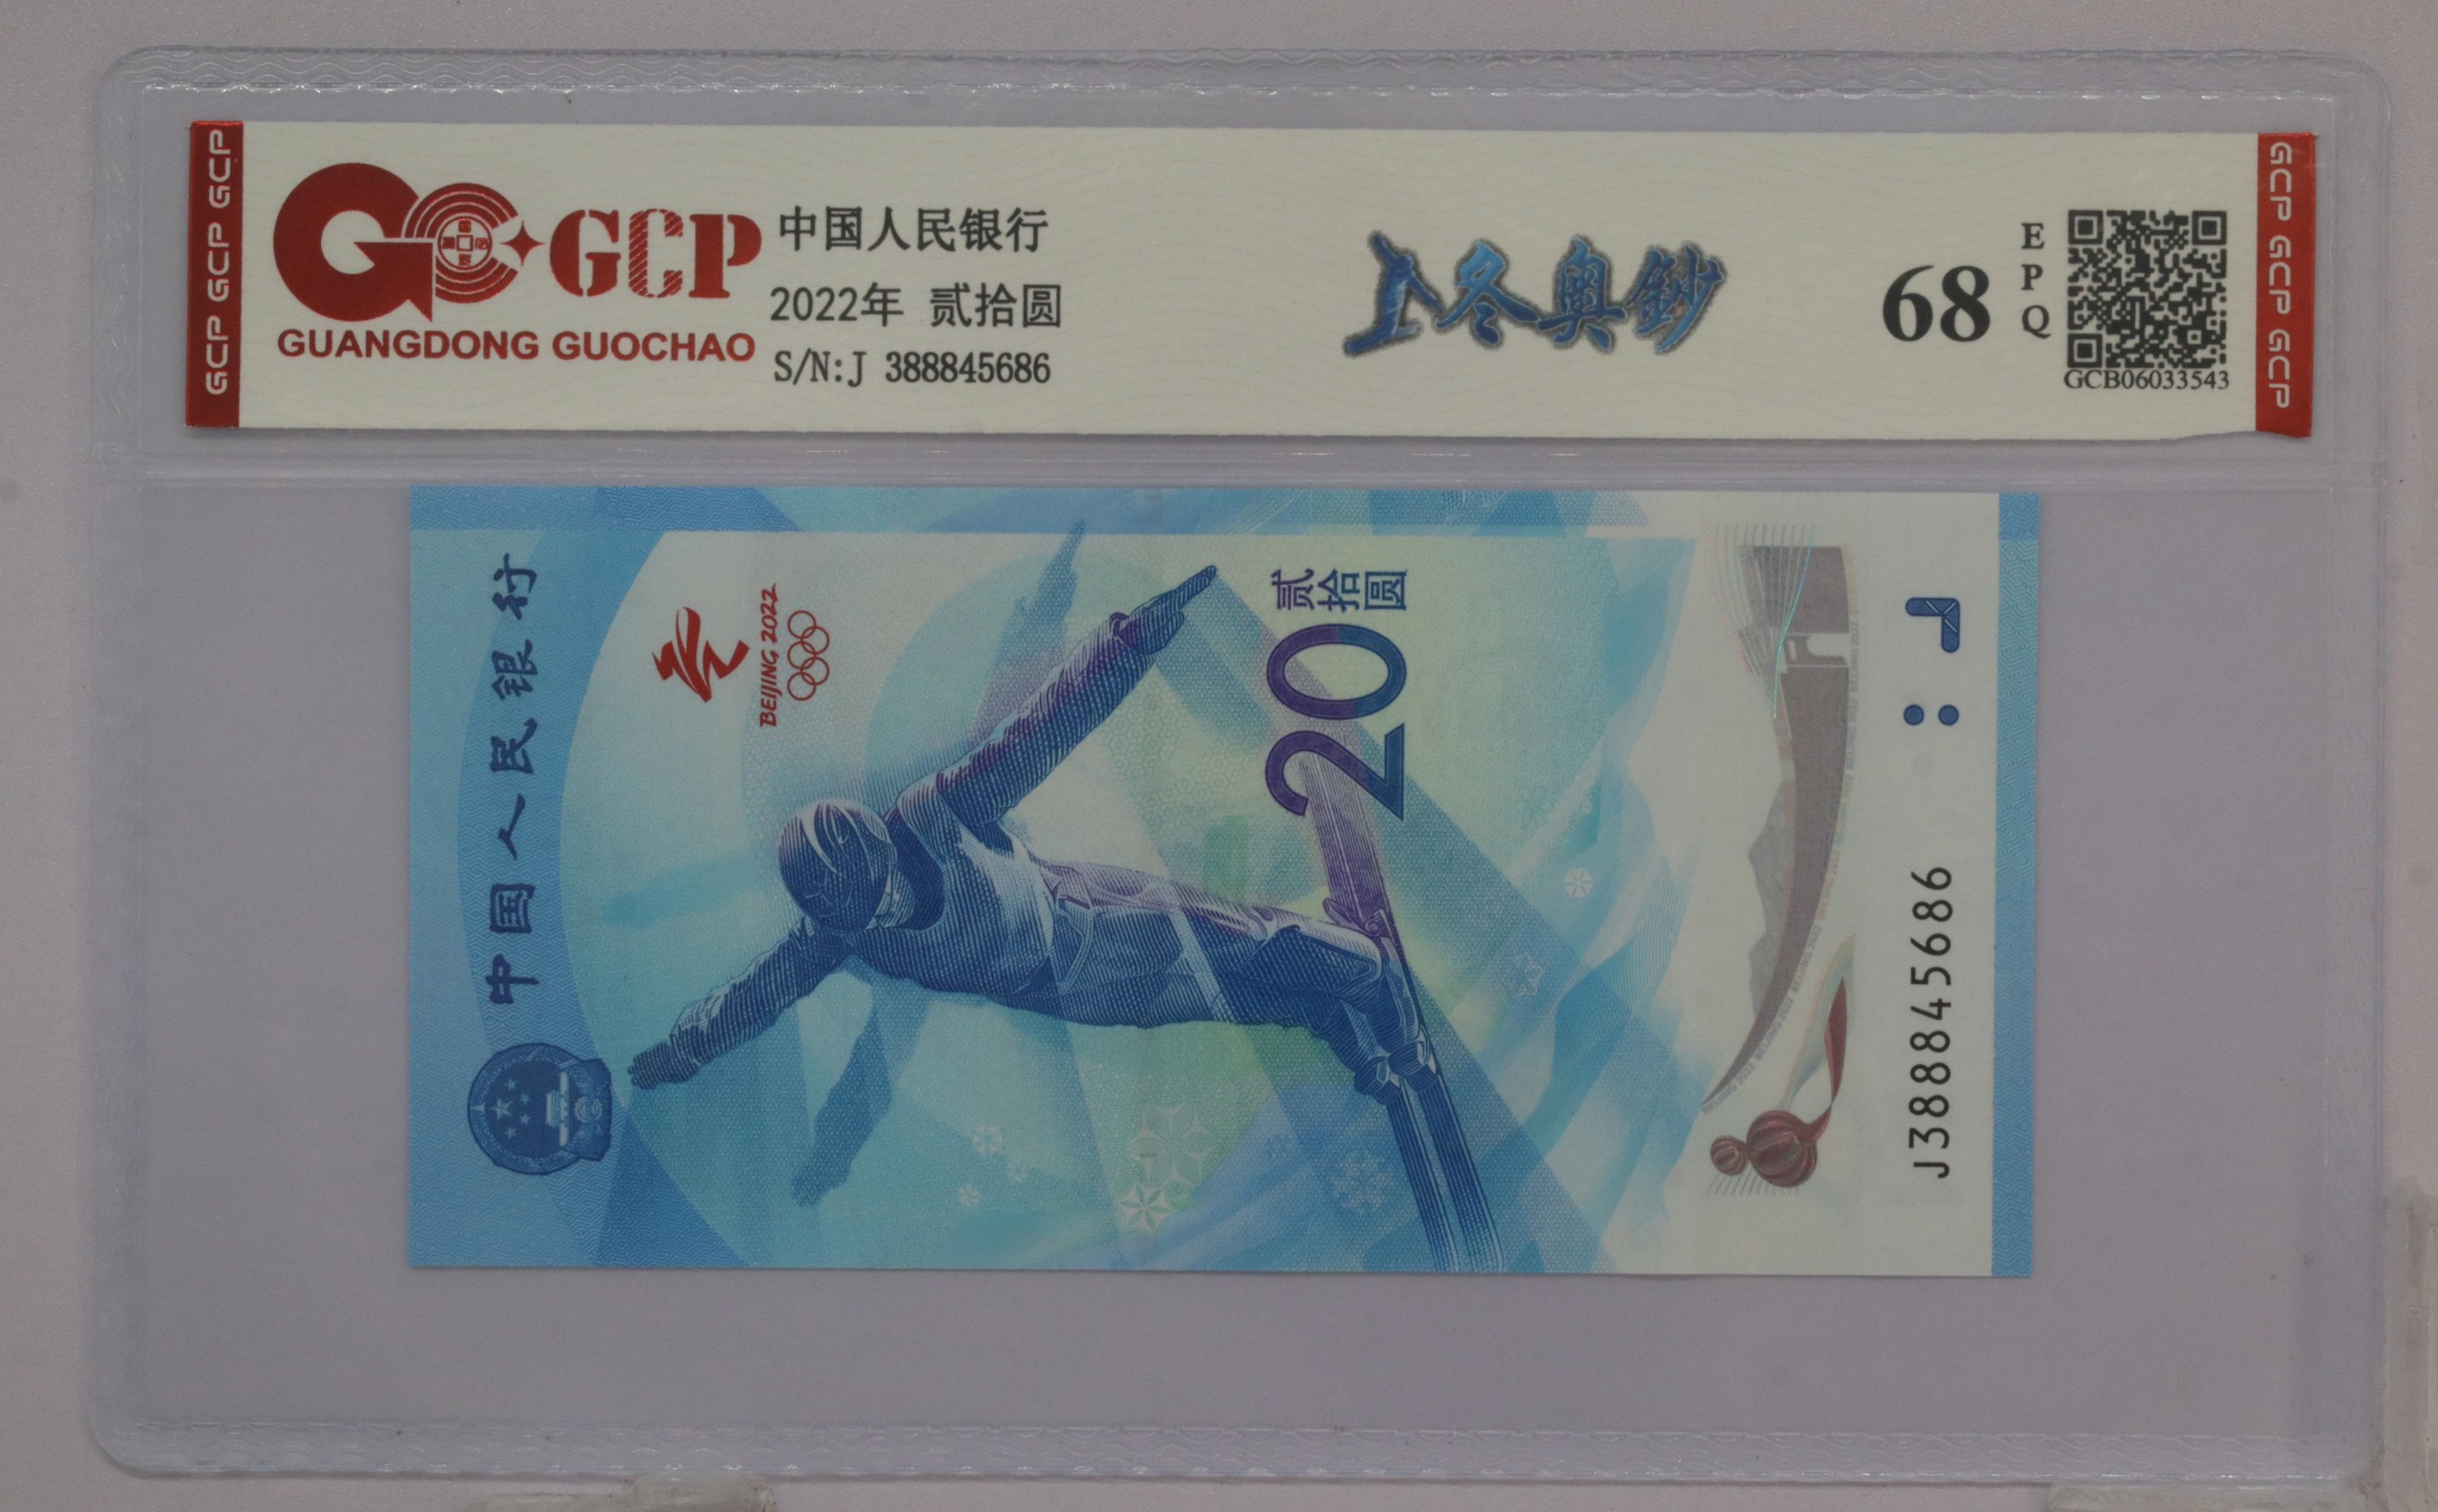 GCP GCP GCP
GCP
GUANGDONG GUOCHAO
中国人民银行
2022年 贰拾圆
S/N:J 388845686
冬奥鈔
68
EPQ
GCB06033543
GCP GCP GCP
中国人民银行
BEIJING 2022
贰拾圆
20
J388845686